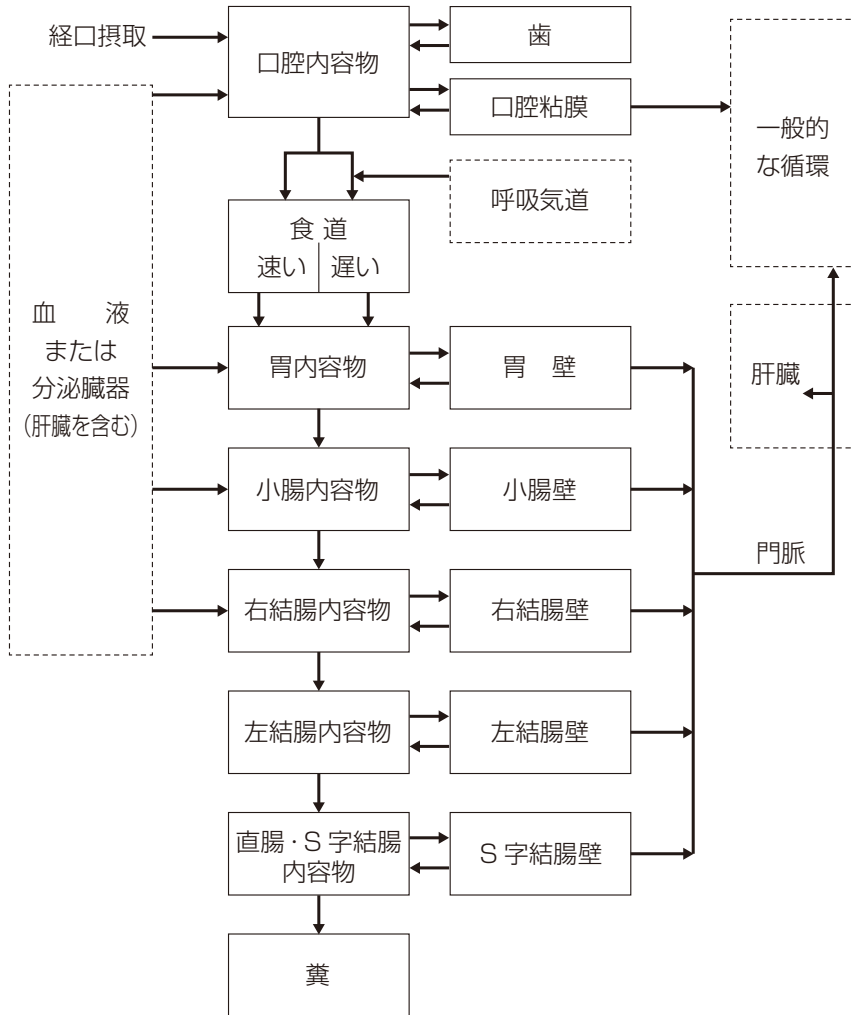 経口摂取
口腔内容物
歯
口腔粘膜
一般的
な循環
呼吸気道
食 道
速い
遅い
血 液
または
分泌臓器
(肝臓を含む)
胃内容物
胃 壁
肝臓
小腸内容物
小腸壁
門脈
右結腸内容物
右結腸壁
左結腸内容物
左結腸壁
直腸・S 字結腸
内容物
S 字結腸壁
糞